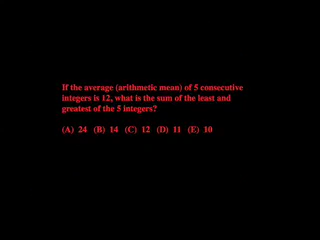 If the average (arithmetic mean) of 5 consecutive
integers is 12, what is the sum of the least and
greatest of the 5 integers?
(A) 24 (B) 14 (C) 12 (D) 11 (E) 10